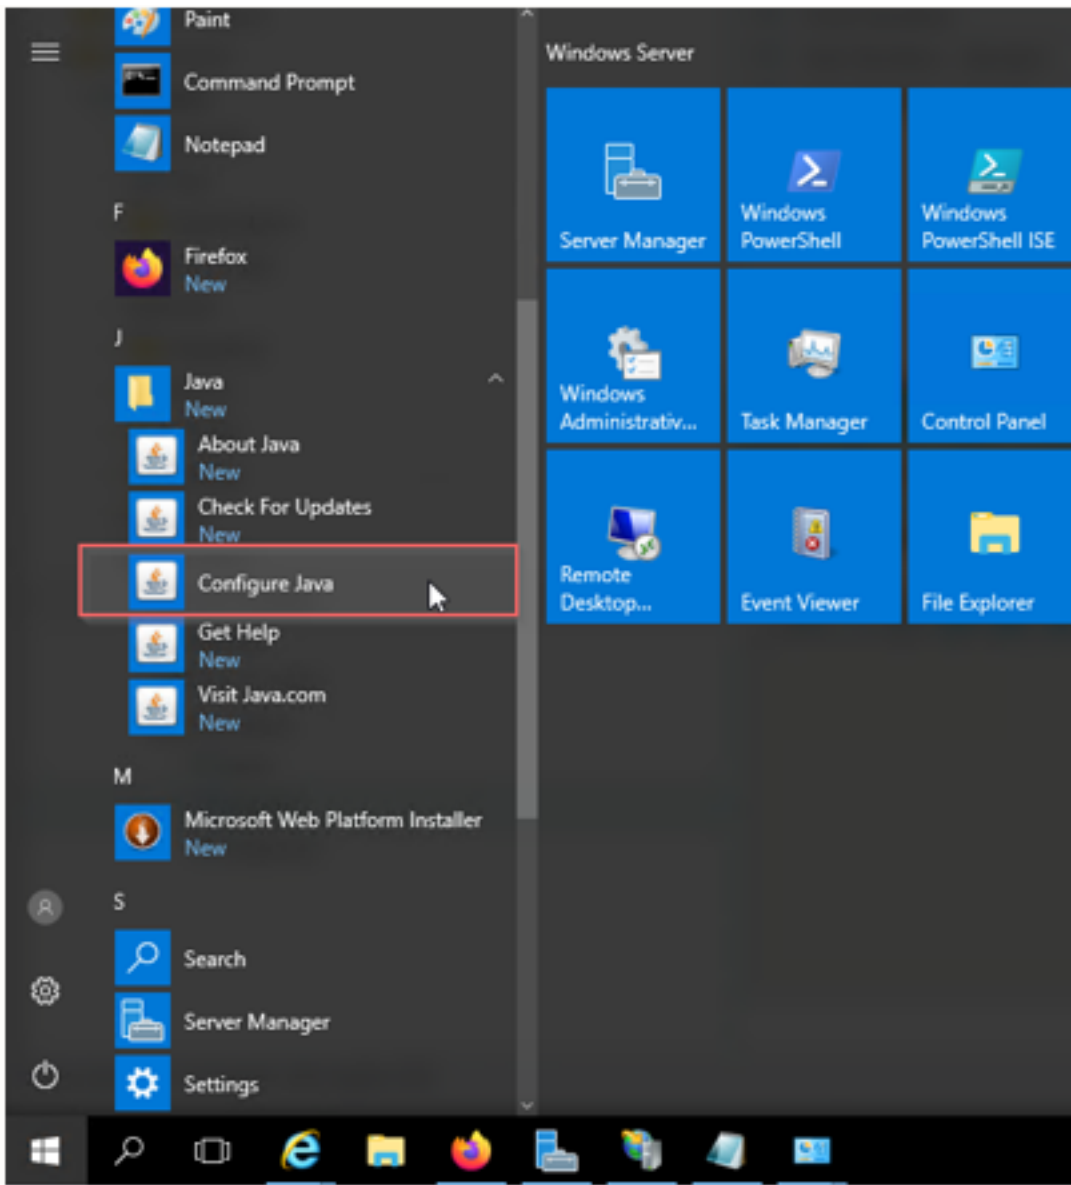 Paint
Command Prompt
Notepad
F
Firefox
New
J
Java
New
About Java
New
Check For Updates
New
Configure Java
Get Help
New
Visit Java.com
New
M
Microsoft Web Platform Installer
New
S
Search
Server Manager
Settings
Windows Server
Server Manager
Windows
PowerShell
Windows
PowerShell ISE
Windows
Administrativ...
Task Manager
Control Panel
Remote
Desktop...
Event Viewer
File Explorer